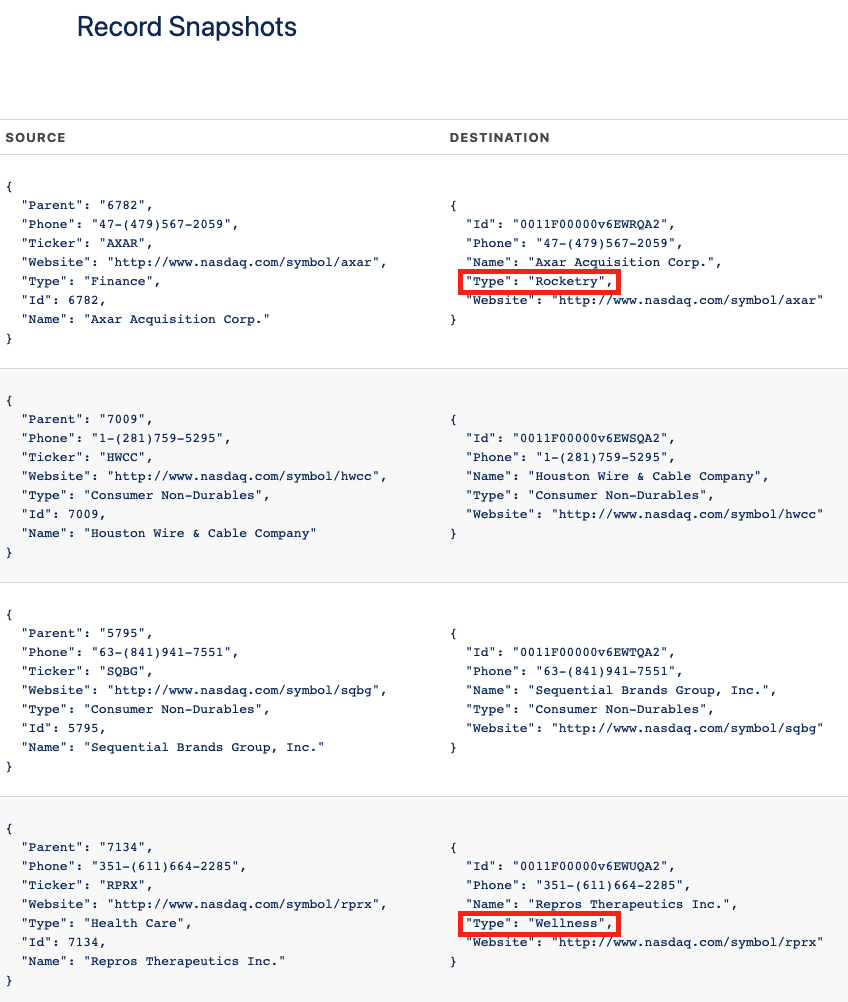 Record Snapshots
SOURCE
DESTINATION
{
  "Parent": "6782",
  "Phone": "47-(479)567-2059",
  "Ticker": "AXAR",
  "Website": "http://www.nasdaq.com/symbol/axar",
  "Type": "Finance",
  "Id": 6782,
  "Name": "Axar Acquisition Corp."
}
{
  "Id": "0011F00000v6EWRQA2",
  "Phone": "47-(479)567-2059",
  "Name": "Axar Acquisition Corp.",
  "Type": "Rocketry",
  "Website": "http://www.nasdaq.com/symbol/axar"
}
{
  "Parent": "7009",
  "Phone": "1-(281)759-5295",
  "Ticker": "HWCC",
  "Website": "http://www.nasdaq.com/symbol/hwcc",
  "Type": "Consumer Non-Durables",
  "Id": 7009,
  "Name": "Houston Wire & Cable Company"
}
{
  "Id": "0011F00000v6EWSQA2",
  "Phone": "1-(281)759-5295",
  "Name": "Houston Wire & Cable Company",
  "Type": "Consumer Non-Durables",
  "Website": "http://www.nasdaq.com/symbol/hwcc"
}
{
  "Parent": "5795",
  "Phone": "63-(841)941-7551",
  "Ticker": "SQBG",
  "Website": "http://www.nasdaq.com/symbol/sqbg",
  "Type": "Consumer Non-Durables",
  "Id": 5795,
  "Name": "Sequential Brands Group, Inc."
}
{
  "Id": "0011F00000v6EWTQA2",
  "Phone": "63-(841)941-7551",
  "Name": "Sequential Brands Group, Inc.",
  "Type": "Consumer Non-Durables",
  "Website": "http://www.nasdaq.com/symbol/sqbg"
}
{
  "Parent": "7134",
  "Phone": "351-(611)664-2285",
  "Ticker": "RPRX",
  "Website": "http://www.nasdaq.com/symbol/rprx",
  "Type": "Health Care",
  "Id": 7134,
  "Name": "Repros Therapeutics Inc."
}
{
  "Id": "0011F00000v6EWUQA2",
  "Phone": "351-(611)664-2285",
  "Name": "Repros Therapeutics Inc.",
  "Type": "Wellness",
  "Website": "http://www.nasdaq.com/symbol/rprx"
}